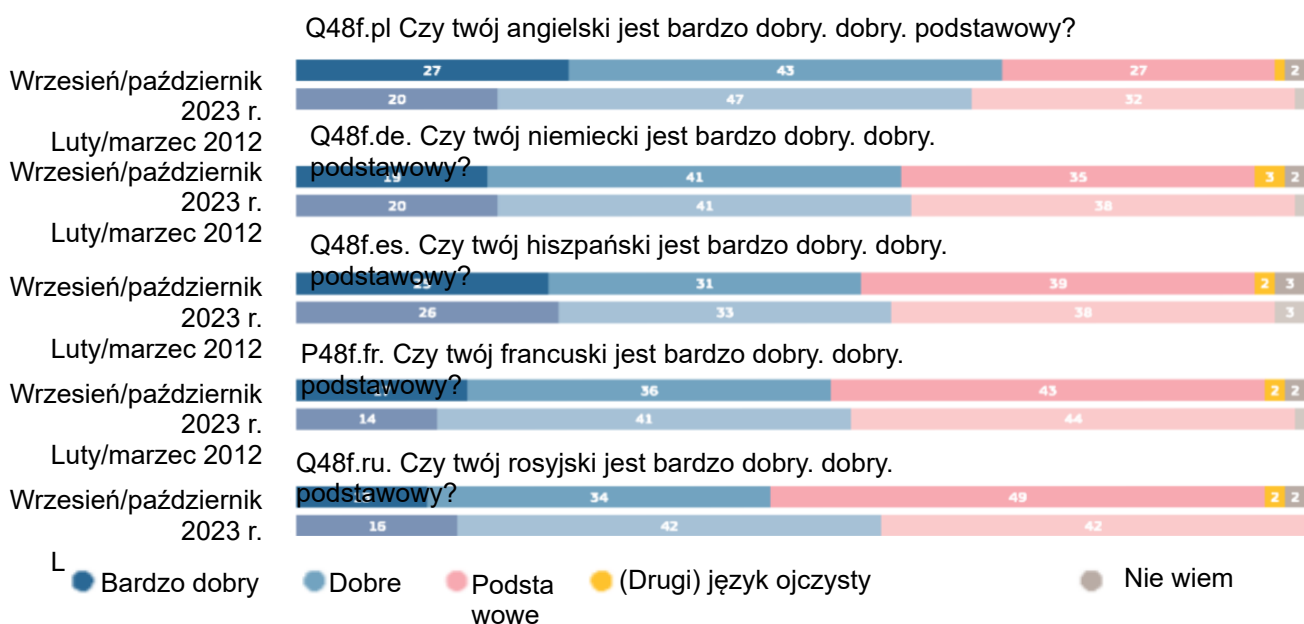 Q48f.pl Czy twój angielski jest bardzo dobry. dobry. podstawowy?
Wrzesień/październik
2023 r.
27 43 27 2
Luty/marzec 2012
20 47 32
Q48f.de. Czy twój niemiecki jest bardzo dobry. dobry.
podstawowy?
Wrzesień/październik
2023 r.
19 41 35 3 2
Luty/marzec 2012
20 41 38
Q48f.es. Czy twój hiszpański jest bardzo dobry. dobry.
podstawowy?
Wrzesień/październik
2023 r.
31 39 2 3
Luty/marzec 2012
26 33 38 3
P48f.fr. Czy twój francuski jest bardzo dobry. dobry.
podstawowy?
Wrzesień/październik
2023 r.
36 43 2 2
Luty/marzec 2012
14 41 44
Q48f.ru. Czy twój rosyjski jest bardzo dobry. dobry.
podstawowy?
Wrzesień/październik
2023 r.
34 49 2 2
L
16 42 42
Bardzo dobry
Dobre
Podsta
wowe
(Drugi) język ojczysty
Nie wiem